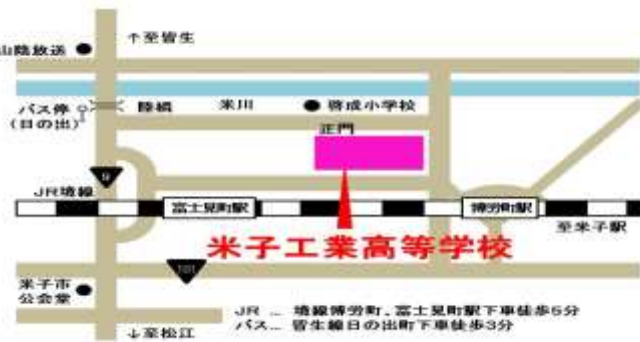 ↑至皆生
山陰放送
バス停
(日の出)
陸橋
米川
啓成小学校
正門
9
JR境線
富士見町駅
博労町駅
至米子駅
米子工業高等学校
米子市
公会堂
JR … 境線博労町、富士見町駅下車徒歩5分
バス… 皆生線日の出町下車徒歩3分
↓至松江